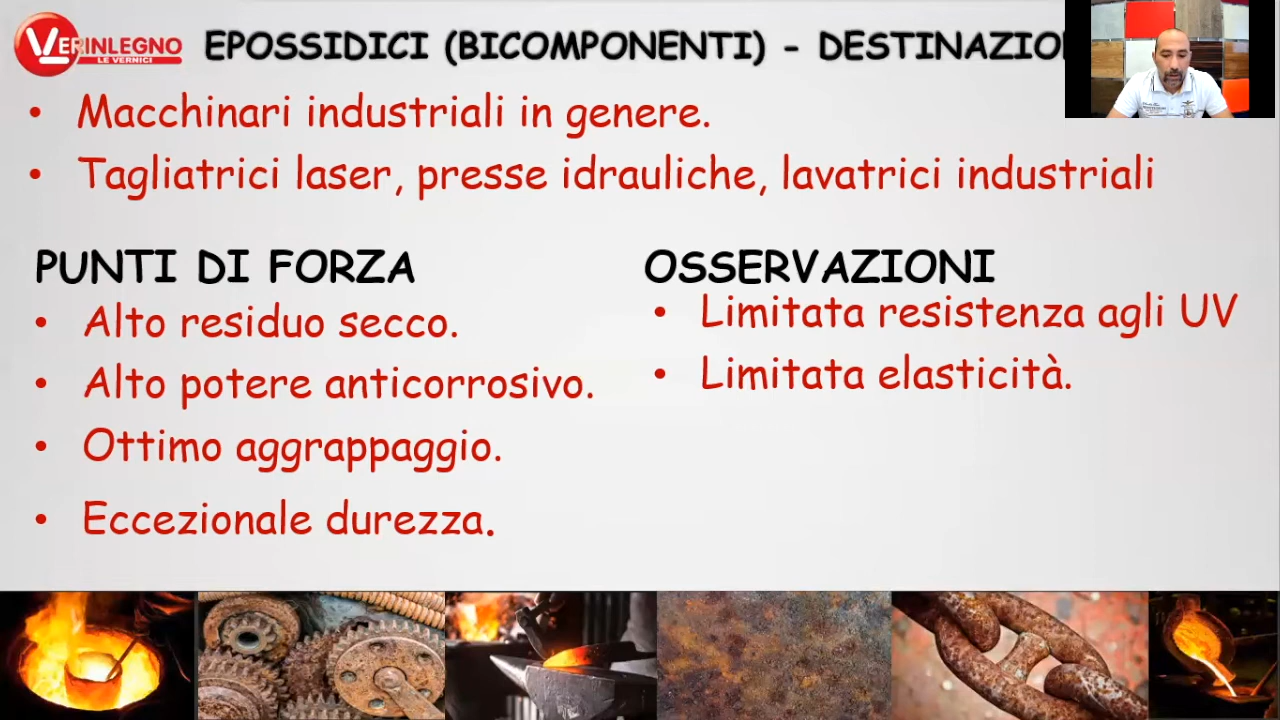 VERINLEGNO
LE VERNICI
EPOSSIDICI (BICOMPONENTI) - DESTINAZIO
• Macchinari industriali in genere.
• Tagliatrici laser, presse idrauliche, lavatrici industriali
PUNTI DI FORZA
• Alto residuo secco.
• Alto potere anticorrosivo.
• Ottimo aggrappaggio.
• Eccezionale durezza.
OSSERVAZIONI
• Limitata resistenza agli UV
• Limitata elasticità.